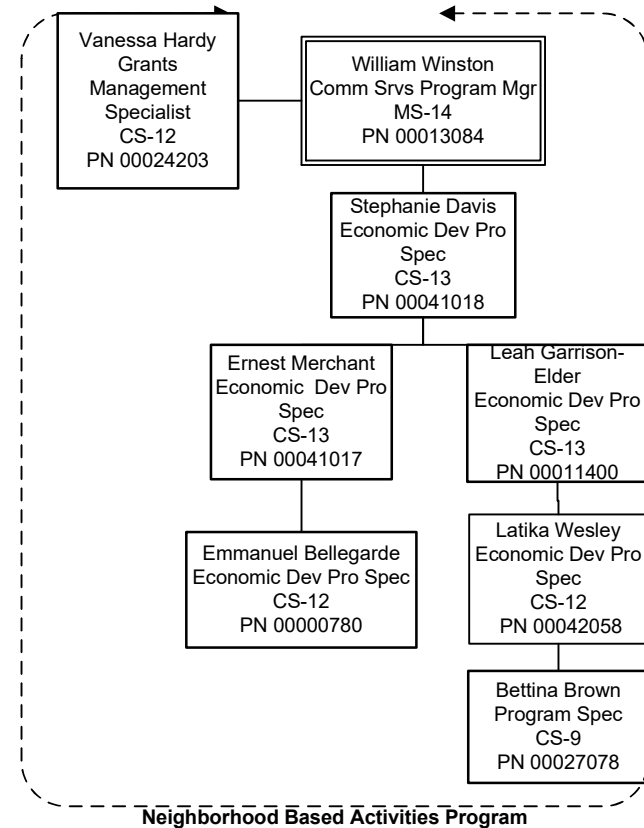 Vanessa Hardy
Grants
Management
Specialist
CS-12
PN 00024203
William Winston
Comm Srvs Program Mgr
MS-14
PN 00013084
Stephanie Davis
Economic Dev Pro
Spec
CS-13
PN 00041018
Ernest Merchant
Economic Dev Pro
Spec
CS-13
PN 00041017
Leah Garrison-
Elder
Economic Dev Pro
Spec
CS-13
PN 00011400
Emmanuel Bellegarde
Economic Dev Pro Spec
CS-12
PN 00000780
Latika Wesley
Economic Dev Pro
Spec
CS-12
PN 00042058
Bettina Brown
Program Spec
CS-9
PN 00027078
Neighborhood Based Activities Program